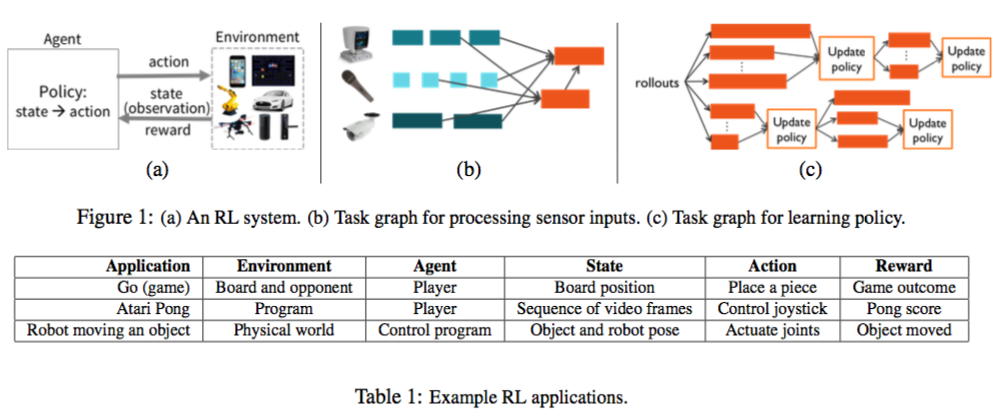 Agent
Environment
Policy:
state → action
action
state
(observation)
reward
(a)
(b)
rollouts
Update
policy
Update
policy
Update
policy
Update
policy
(c)
Figure 1: (a) An RL system. (b) Task graph for processing sensor inputs. (c) Task graph for learning policy.
Application Environment Agent State Action Reward
Go (game) Board and opponent Player Board position Place a piece Game outcome
Atari Pong Program Player Sequence of video frames Control joystick Pong score
Robot moving an object Physical world Control program Object and robot pose Actuate joints Object moved
Table 1: Example RL applications.